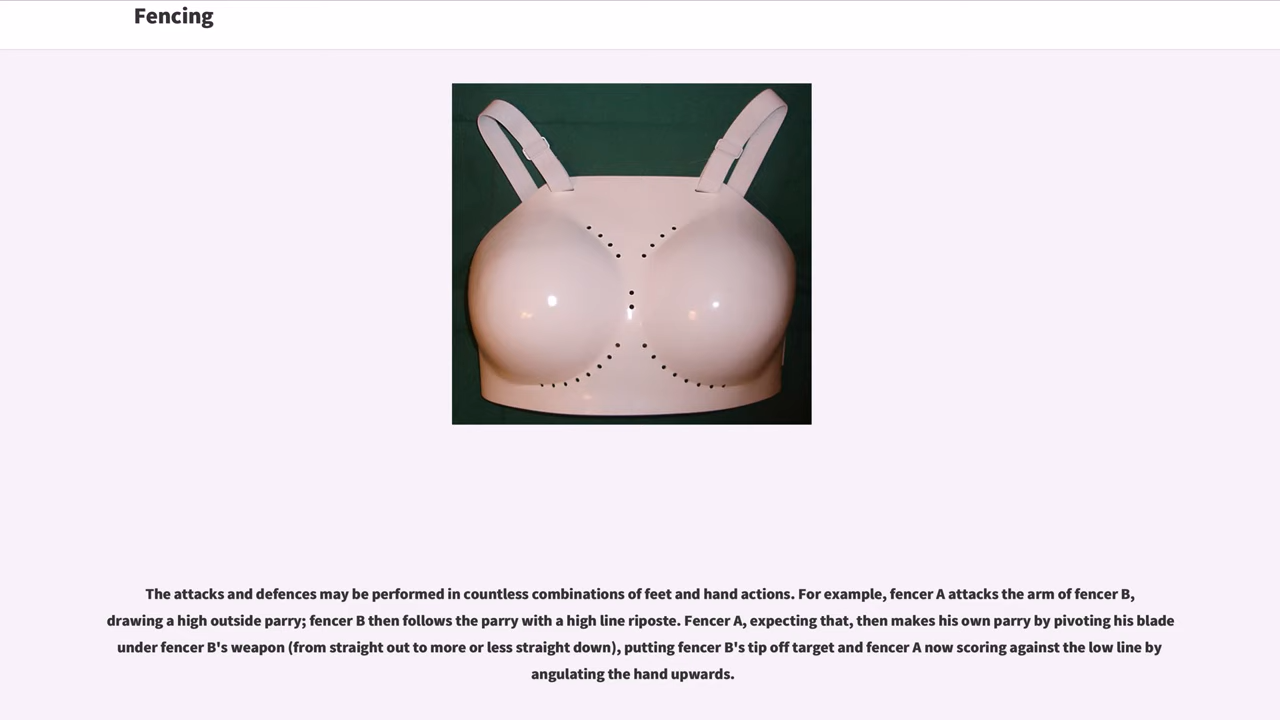 Fencing
The attacks and defences may be performed in countless combinations of feet and hand actions. For example, fencer A attacks the arm of fencer B,
drawing a high outside parry; fencer B then follows the parry with a high line riposte. Fencer A, expecting that, then makes his own parry by pivoting his blade
under fencer B's weapon (from straight out to more or less straight down), putting fencer B's tip off target and fencer A now scoring against the low line by
angulating the hand upwards.